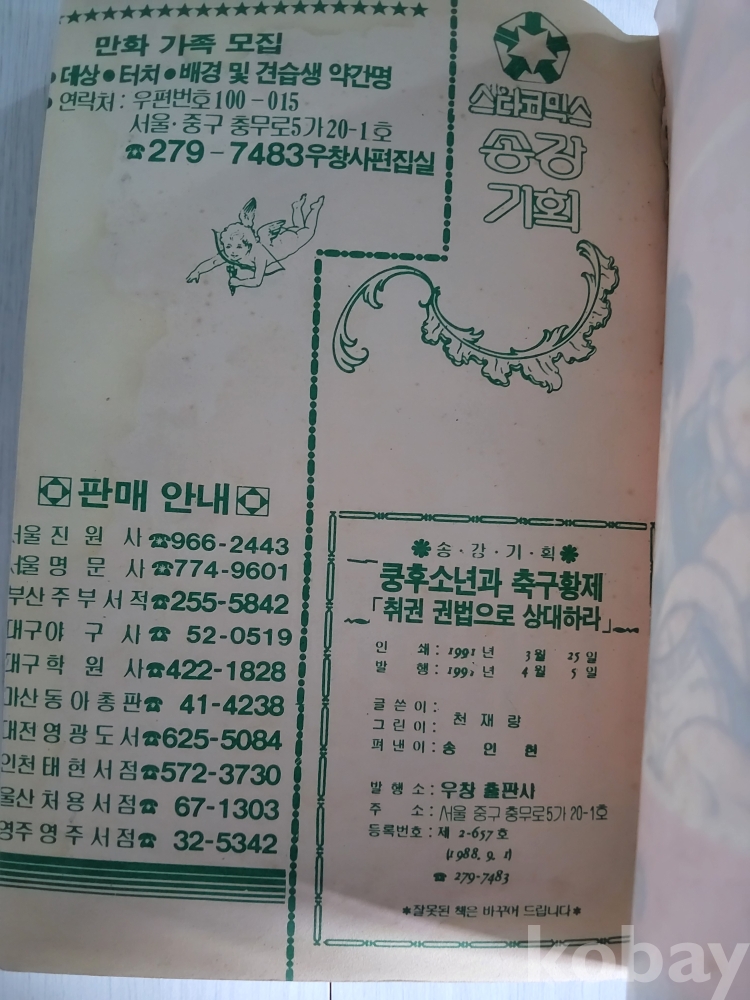 만화 가족 모집
●대상●터처●배경 및 견습생 약간명
●연락처: 우편번호 100-015
서울·중구 충무로5가 20-1호
☎279-7483우창사편집실
스타코믹스
송강
기획
판매 안내
서울 진 원 사☎966-2443
서울 명 문 사☎774-9601
부산 주 부 서 적☎255-5842
대구 야 구 사☎ 52-0519
대구 학 원 사☎422-1828
마산 동 아 총 판☎ 41-4238
대전 영 광 도 서☎625-5084
인천 태 현 서 점☎572-3730
울산 처 용 서 점☎ 67-1303
영주 영 주 서 점☎ 32-5342
송·강·기·획
쿵후소년과 축구황제
「취권 권법으로 상대하라」
인 쇄: 1991년 3월 25일
발 행: 1991년 4월 5일
글 쓴 이:
그린이: 천 재 량
펴낸이: 송 인 현
발 행 소: 우창 출판사
주 소: 서울 중구 충무로5가 20-1호
등록번호: 제 2-657호
(1988. 9. 1)
☎ 279-7483
*잘못된 책은 바꾸어 드립니다*
kobay